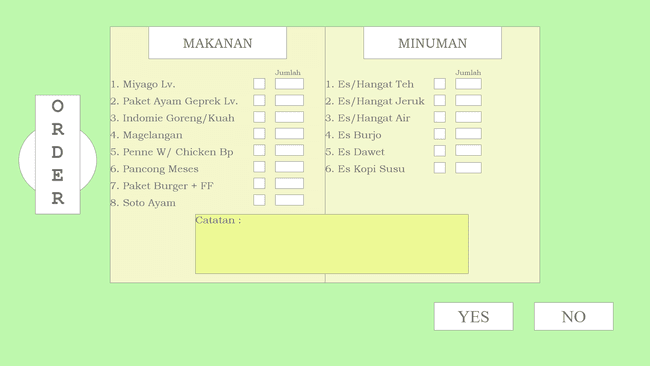 ORDER
MAKANAN
Jumlah
1. Miyago Lv.
2. Paket Ayam Geprek Lv.
3. Indomie Goreng/Kuah
4. Magelangan
5. Penne W/ Chicken Bp
6. Pancong Meses
7. Paket Burger + FF
8. Soto Ayam
MINUMAN
Jumlah
1. Es/Hangat Teh
2. Es/Hangat Jeruk
3. Es/Hangat Air
4. Es Burjo
5. Es Dawet
6. Es Kopi Susu
Catatan :
YES
NO